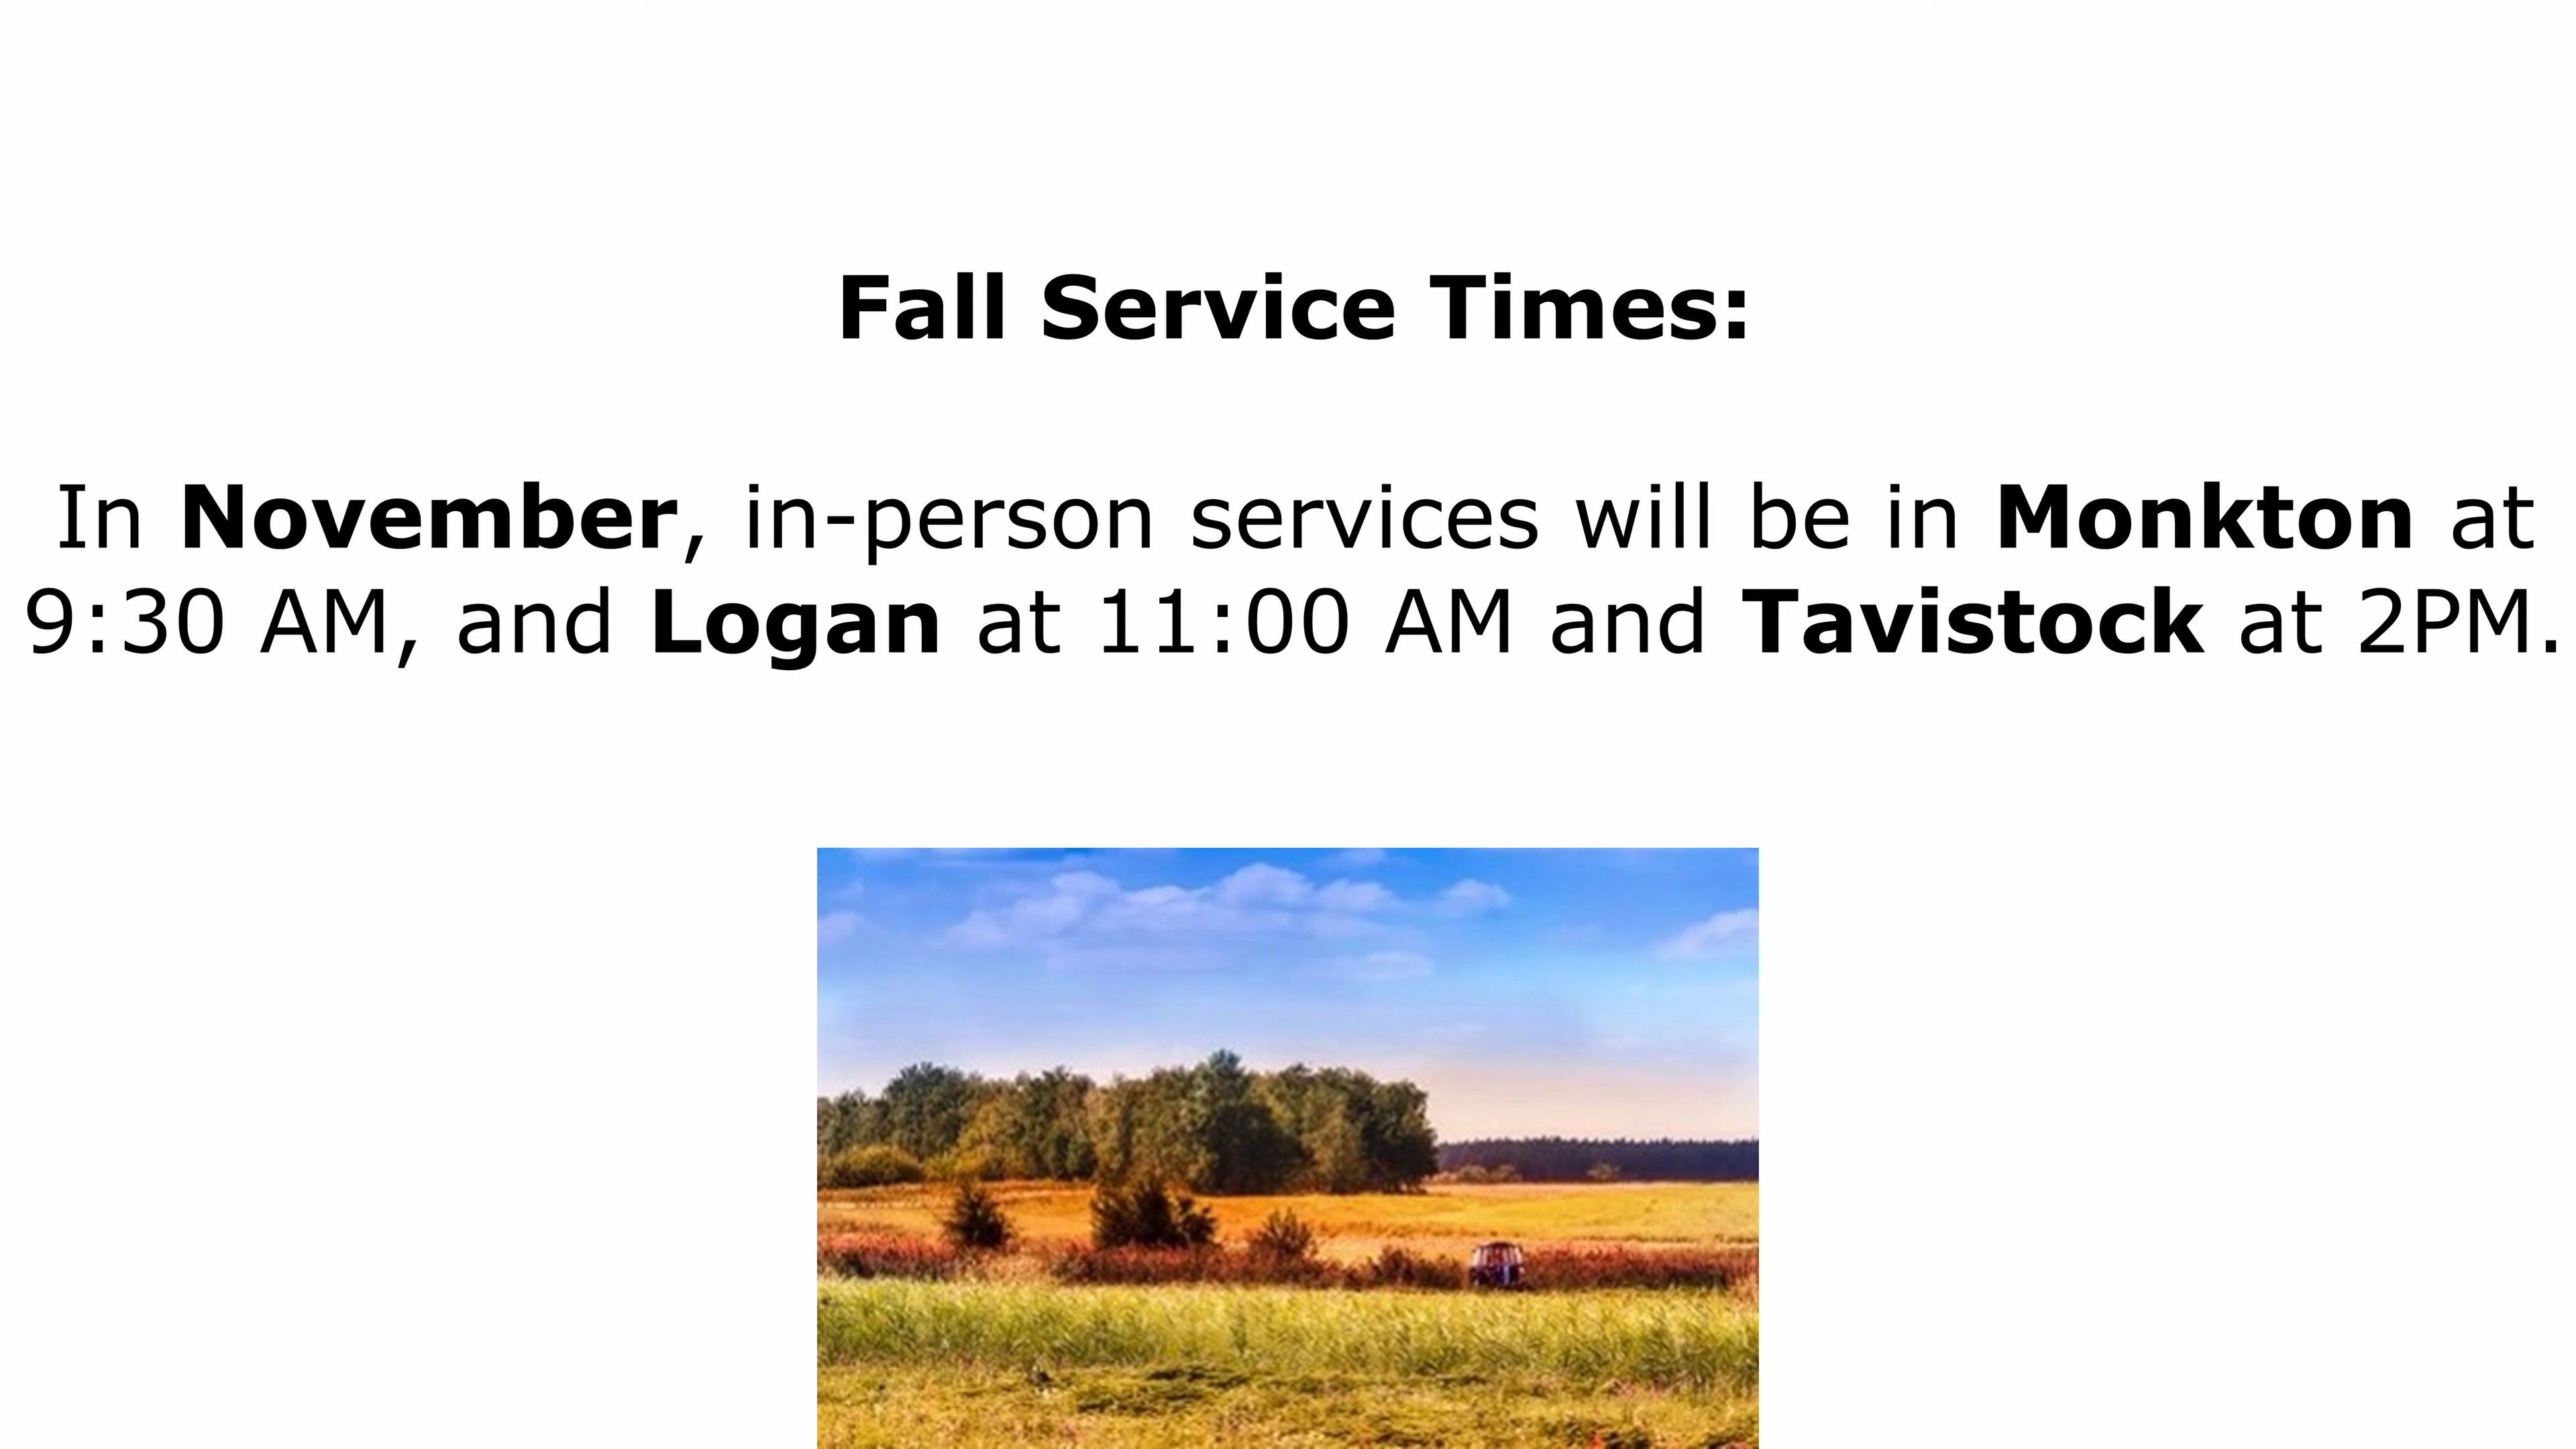 Fall Service Times:
In November, in-person services will be in Monkton at
9:30 AM, and Logan at 11:00 AM and Tavistock at 2PM.